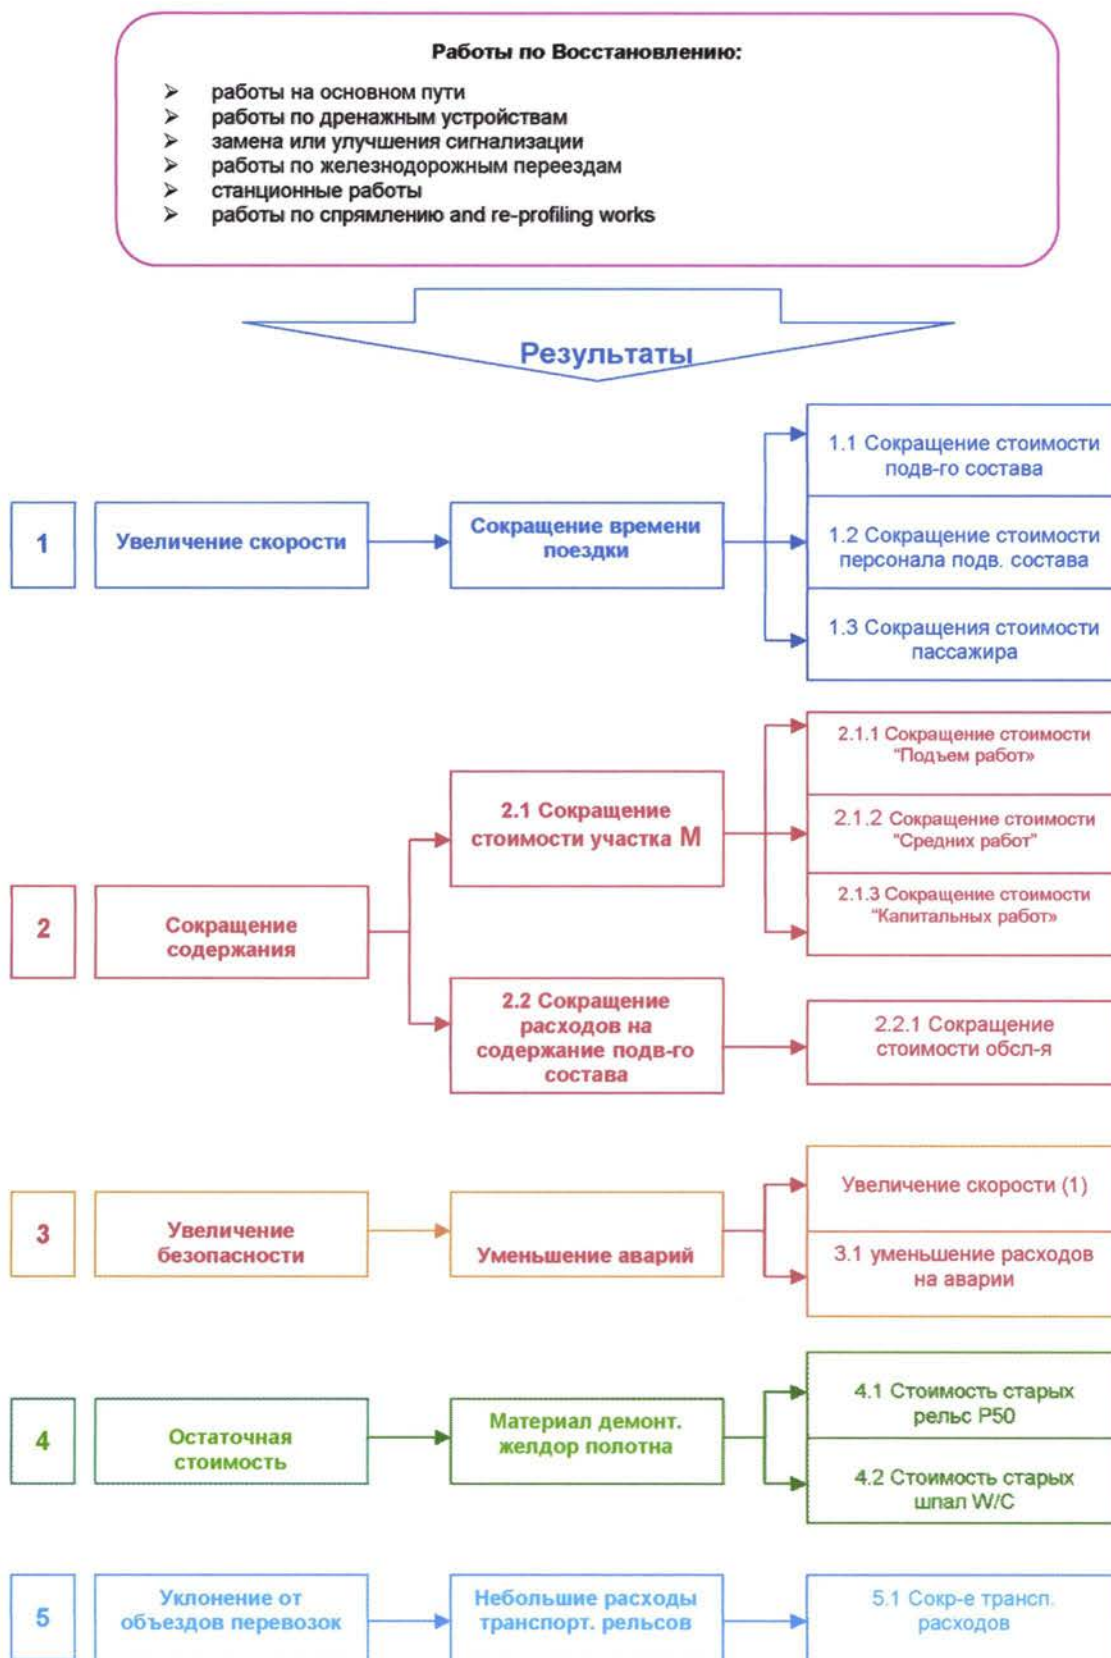 Работы по Восстановлению:
➢ работы на основном пути
➢ работы по дренажным устройствам
➢ замена или улучшения сигнализации
➢ работы по железнодорожным переездам
➢ станционные работы
➢ работы по спрямлению and re-profiling works
Результаты
1
Увеличение скорости
Сокращение времени
поездки
1.1 Сокращение стоимости
подв-го состава
1.2 Сокращение стоимости
персонала подв. состава
1.3 Сокращения стоимости
пассажира
2
Сокращение
содержания
2.1 Сокращение
стоимости участка М
2.1.1 Сокращение стоимости
"Подъем работ»
2.1.2 Сокращение стоимости
"Средних работ"
2.1.3 Сокращение стоимости
"Капитальных работ»
2.2 Сокращение
расходов на
содержание подв-го
состава
2.2.1 Сокращение
стоимости обсл-я
3
Увеличение
безопасности
Уменьшение аварий
Увеличение скорости (1)
3.1 уменьшение расходов
на аварии
4
Остаточная
стоимость
Материал демонт.
желдор полотна
4.1 Стоимость старых
рельс Р50
4.2 Стоимость старых
шпал W/C
5
Уклонение от
объездов перевозок
Небольшие расходы
транспорт. рельсов
5.1 Сокр-е трансп.
расходов